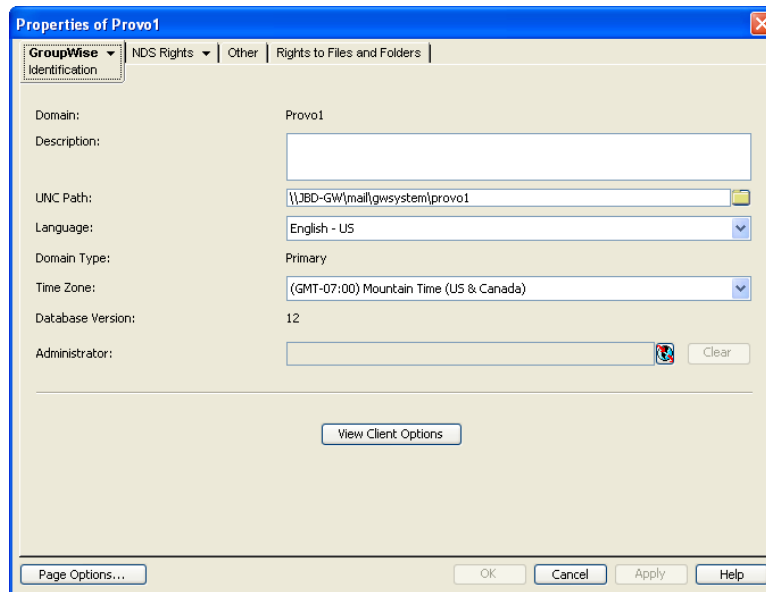 Properties of Provo1
GroupWise NDS Rights Other Rights to Files and Folders
Identification
Domain: Provo1
Description:
UNC Path: \\JBD-GW\mail\gwsystem\provo1
Language: English - US
Domain Type: Primary
Time Zone: (GMT-07:00) Mountain Time (US & Canada)
Database Version: 12
Administrator: Clear
View Client Options
Page Options... OK Cancel Apply Help